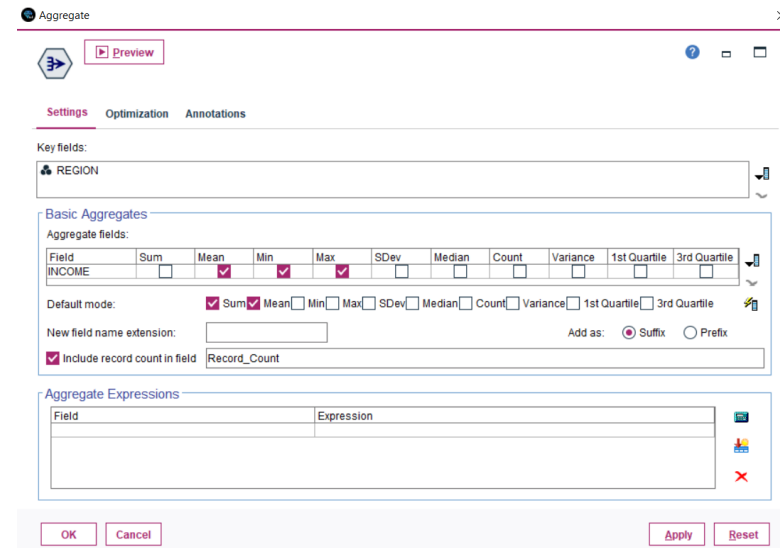 Aggregate
Preview
?
Settings Optimization Annotations
Key fields:
REGION
Basic Aggregates
Aggregate fields:
Field Sum Mean Min Max SDev Median Count Variance 1st Quartile 3rd Quartile
INCOME
Default mode: Sum Mean Min Max SDev Median Count Variance 1st Quartile 3rd Quartile
New field name extension: Add as: Suffix Prefix
Include record count in field Record_Count
Aggregate Expressions
Field Expression
OK Cancel Apply Reset